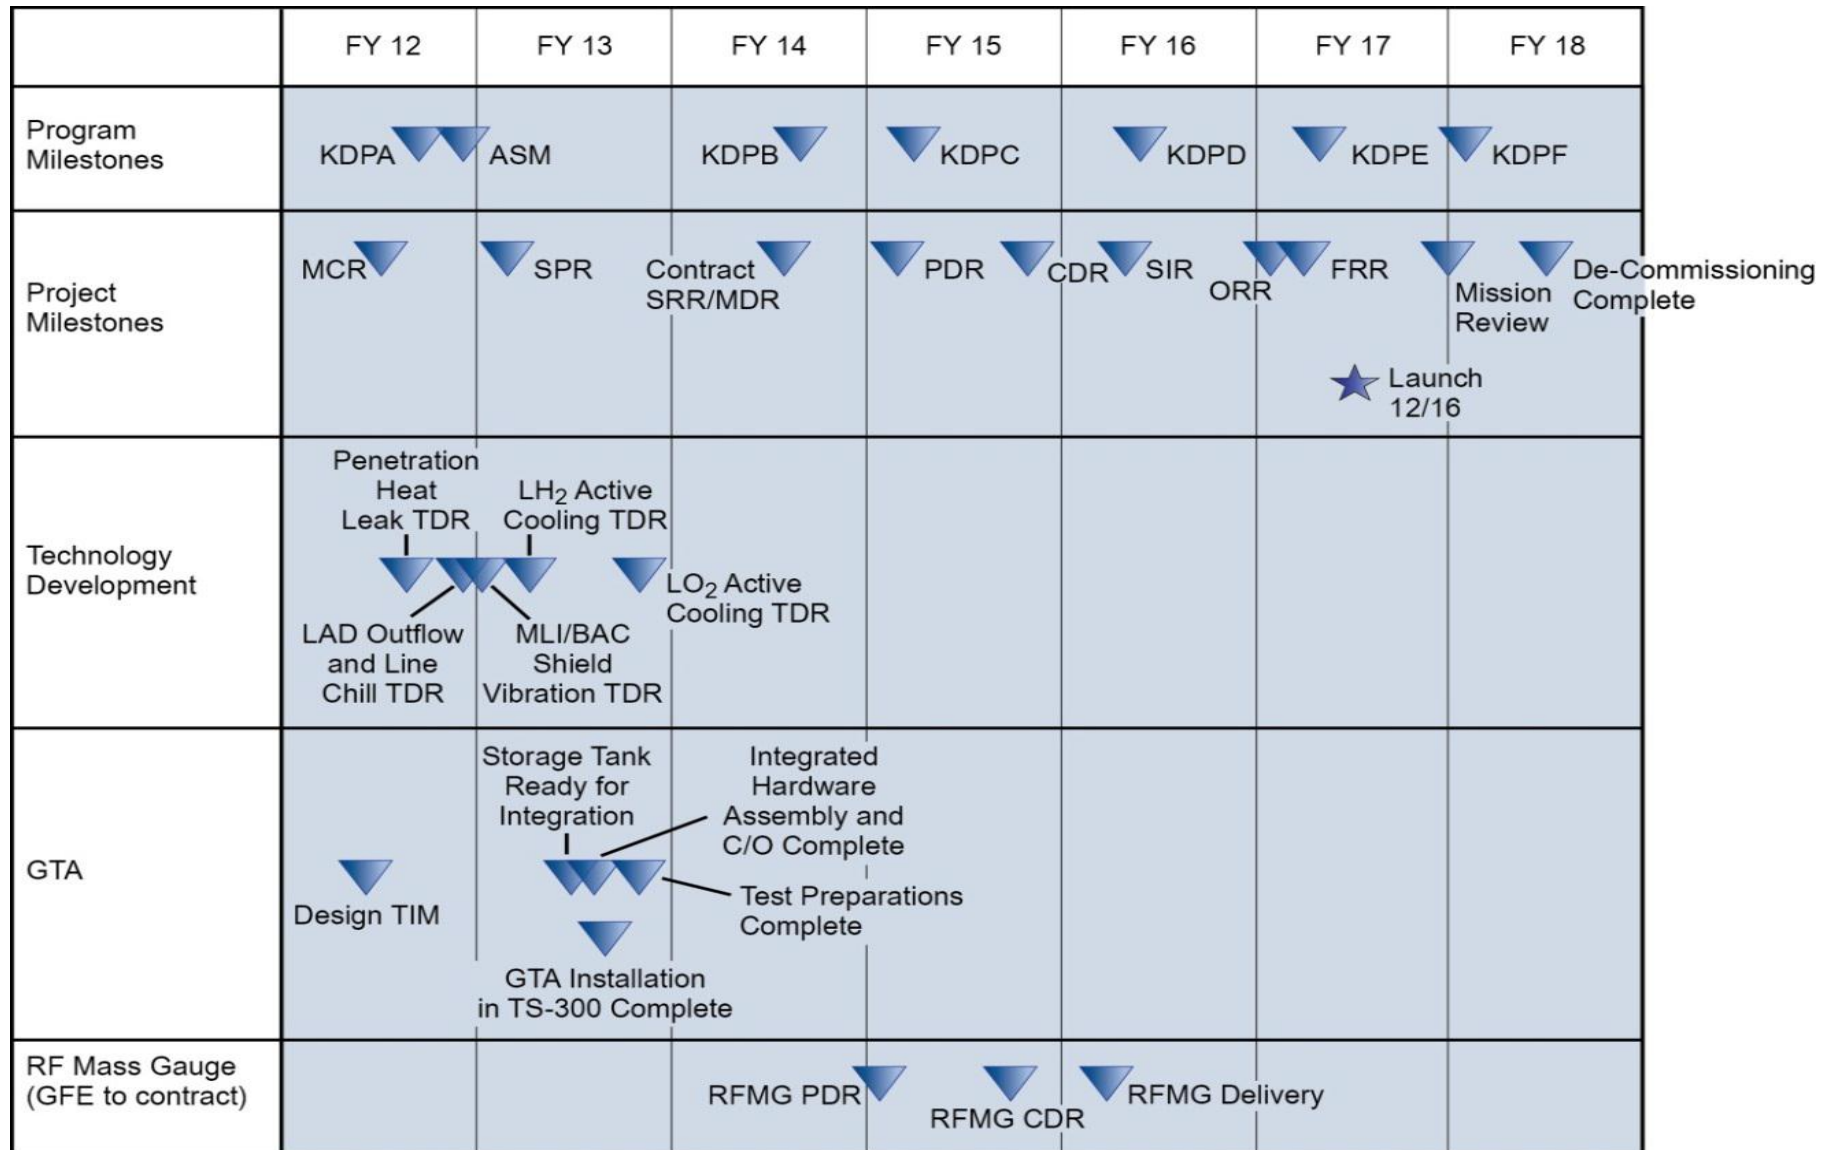 FY 12
FY 13
FY 14
FY 15
FY 16
FY 17
FY 18
Program
Milestones
KDPA
ASM
KDPB
KDPC
KDPD
KDPE
KDPF
Project
Milestones
MCR
SPR
Contract
SRR/MDR
PDR
CDR
SIR
ORR
FRR
Mission
Review
De-Commissioning
Complete
Launch
12/16
Technology
Development
Penetration
Heat
Leak TDR
LH2 Active
Cooling TDR
LO2 Active
Cooling TDR
LAD Outflow
and Line
Chill TDR
MLI/BAC
Shield
Vibration TDR
GTA
Design TIM
Storage Tank
Ready for
Integration
Integrated
Hardware
Assembly and
C/O Complete
Test Preparations
Complete
GTA Installation
in TS-300 Complete
RF Mass Gauge
(GFE to contract)
RFMG PDR
RFMG CDR
RFMG Delivery